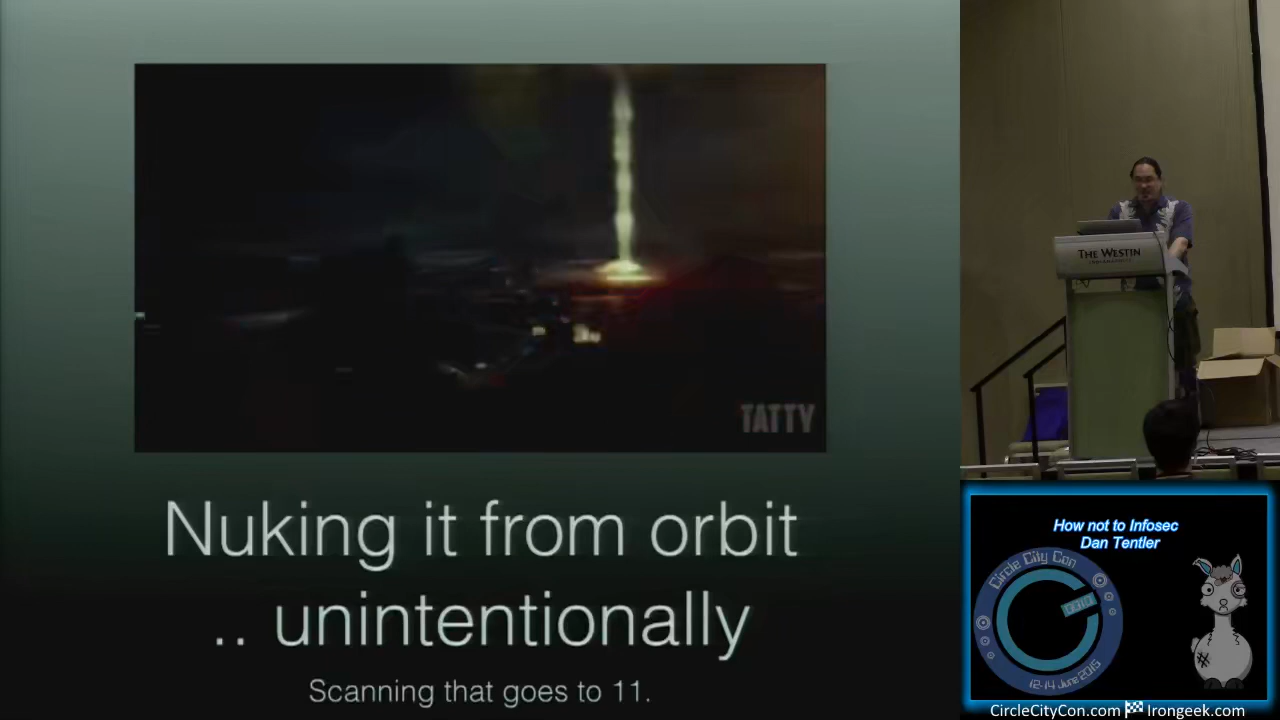 TATTY
Nuking it from orbit
.. unintentionally
Scanning that goes to 11.
THE WESTIN
How not to Infosec
Dan Tentler
Circle City Con
12-14 June 2015
CircleCityCon.com Irongeek.com